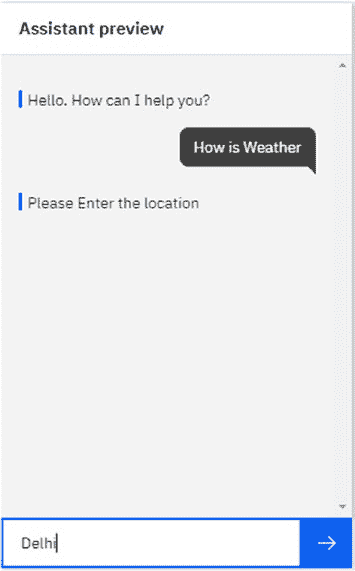 Assistant preview
Hello. How can I help you?
How is Weather
Please Enter the location
Delhi